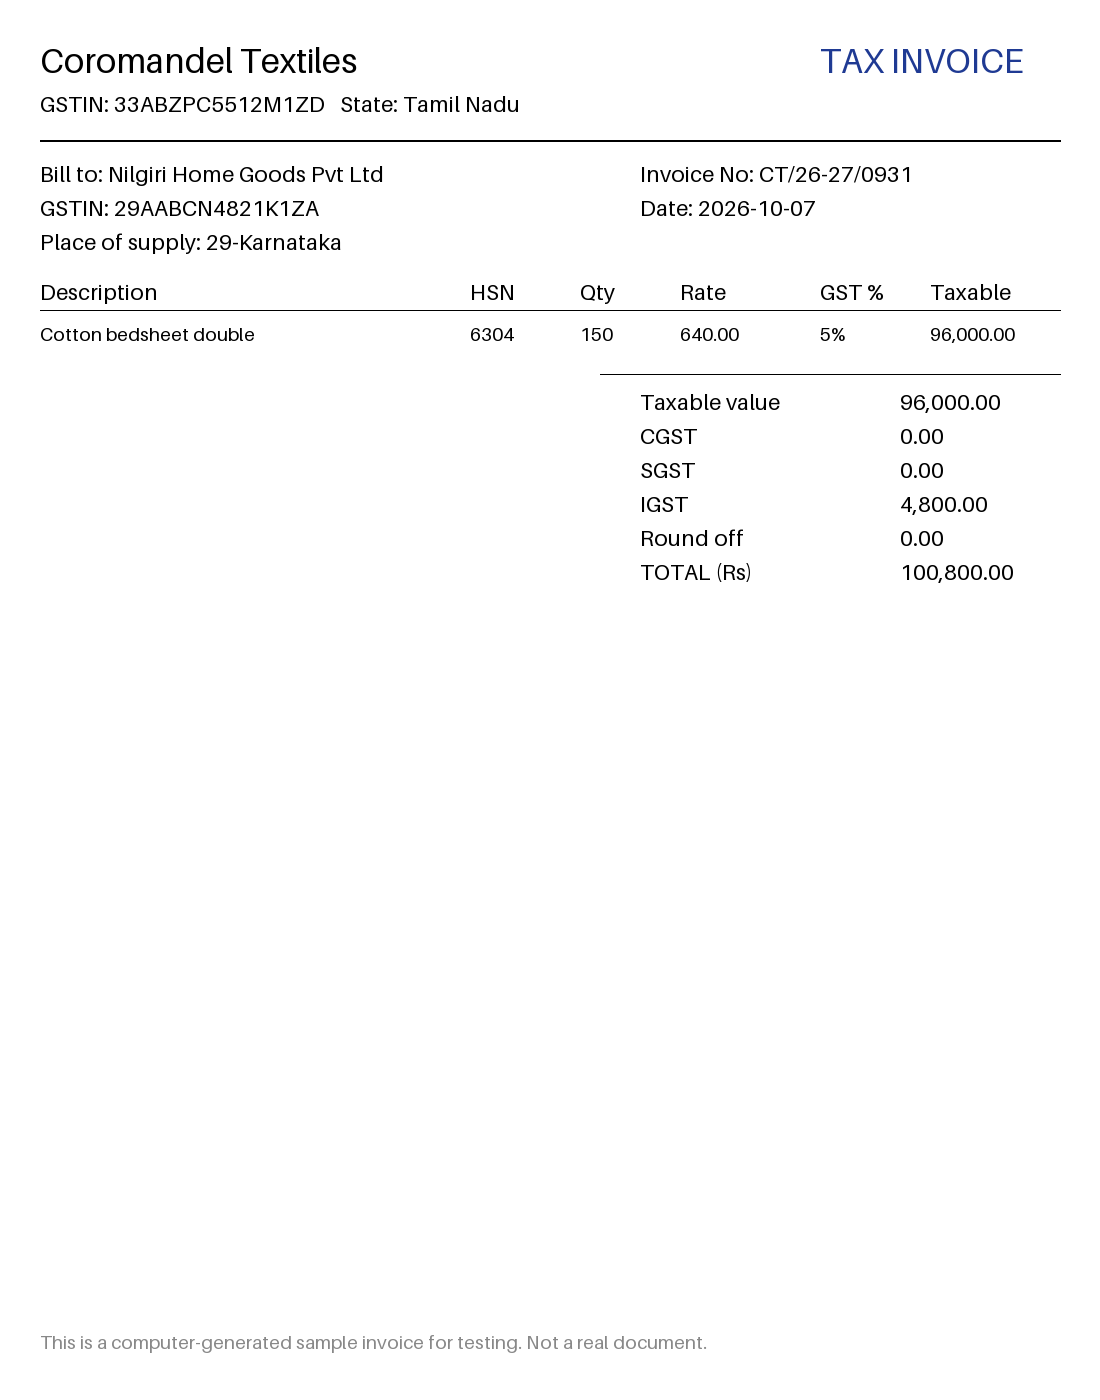 Coromandel Textiles TAX INVOICE
GSTIN: 33ABZPC5512M1ZD State: Tamil Nadu
Bill to: Nilgiri Home Goods Pvt Ltd Invoice No: CT/26-27/0931
GSTIN: 29AABCN4821K1ZA Date: 2026-10-07
Place of supply: 29-Karnataka
Description HSN Qty Rate GST % Taxable
Cotton bedsheet double 6304 150 640.00 5% 96,000.00
Taxable value 96,000.00
CGST 0.00
SGST 0.00
IGST 4,800.00
Round off 0.00
TOTAL (Rs) 100,800.00
This is a computer-generated sample invoice for testing. Not a real document.